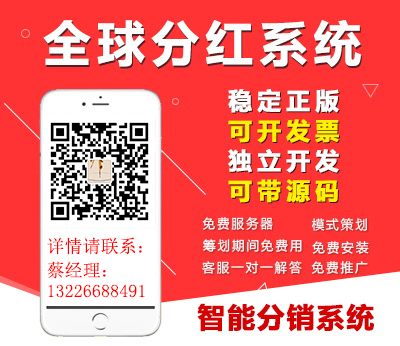 全球分红系统
稳定正版
可开发票
独立开发
可带源码
详情请联系：
蔡经理：
13226688491
免费服务器 模式策划
筹划期间免费用 免费安装
客服一对一解答 免费推广
智能分销系统